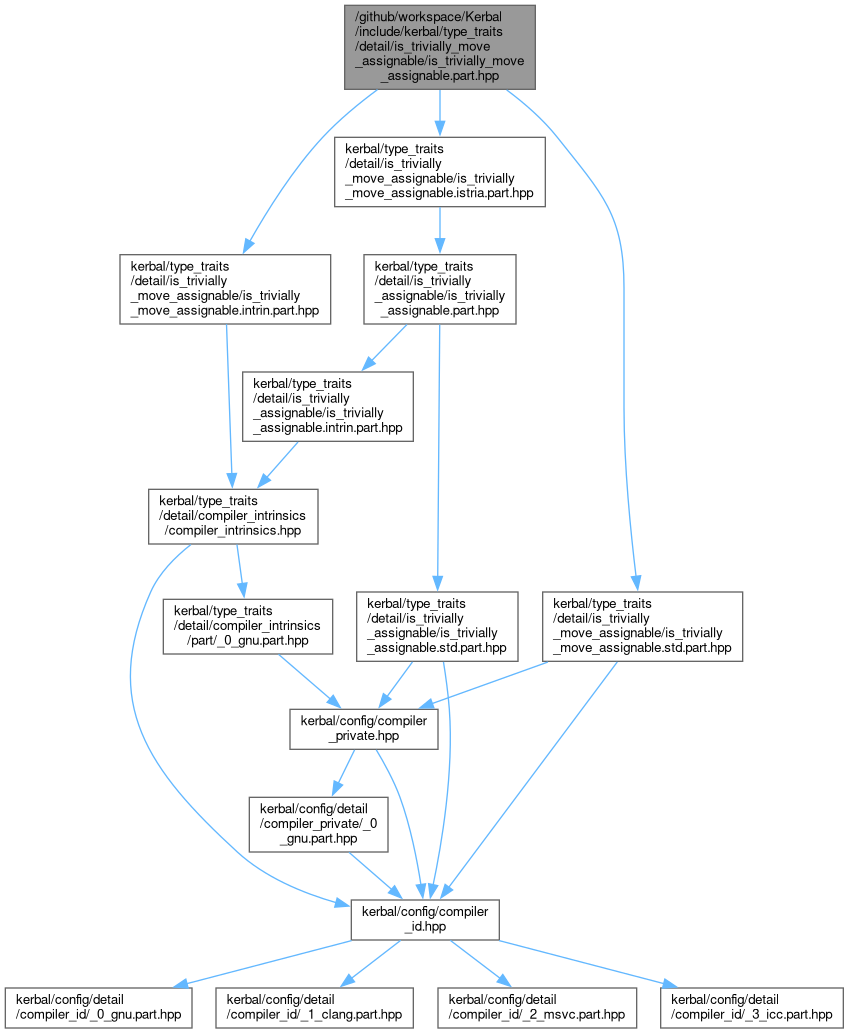 /github/workspace/Kerbal
/include/kerbal/type_traits
/detail/is_trivially_move
_assignable/is_trivially_move
_assignable.part.hpp
kerbal/type_traits
/detail/is_trivially
_move_assignable/is_trivially
_move_assignable.istria.part.hpp
kerbal/type_traits
/detail/is_trivially
_move_assignable/is_trivially
_move_assignable.intrin.part.hpp
kerbal/type_traits
/detail/is_trivially
_assignable/is_trivially
_assignable.part.hpp
kerbal/type_traits
/detail/is_trivially
_assignable/is_trivially
_assignable.intrin.part.hpp
kerbal/type_traits
/detail/compiler_intrinsics
/compiler_intrinsics.hpp
kerbal/type_traits
/detail/compiler_intrinsics
/part/_0_gnu.part.hpp
kerbal/type_traits
/detail/is_trivially
_assignable/is_trivially
_assignable.std.part.hpp
kerbal/type_traits
/detail/is_trivially
_move_assignable/is_trivially
_move_assignable.std.part.hpp
kerbal/config/compiler
_private.hpp
kerbal/config/detail
/compiler_private/_0
_gnu.part.hpp
kerbal/config/compiler
_id.hpp
kerbal/config/detail
/compiler_id/_0_gnu.part.hpp
kerbal/config/detail
/compiler_id/_1_clang.part.hpp
kerbal/config/detail
/compiler_id/_2_msvc.part.hpp
kerbal/config/detail
/compiler_id/_3_icc.part.hpp